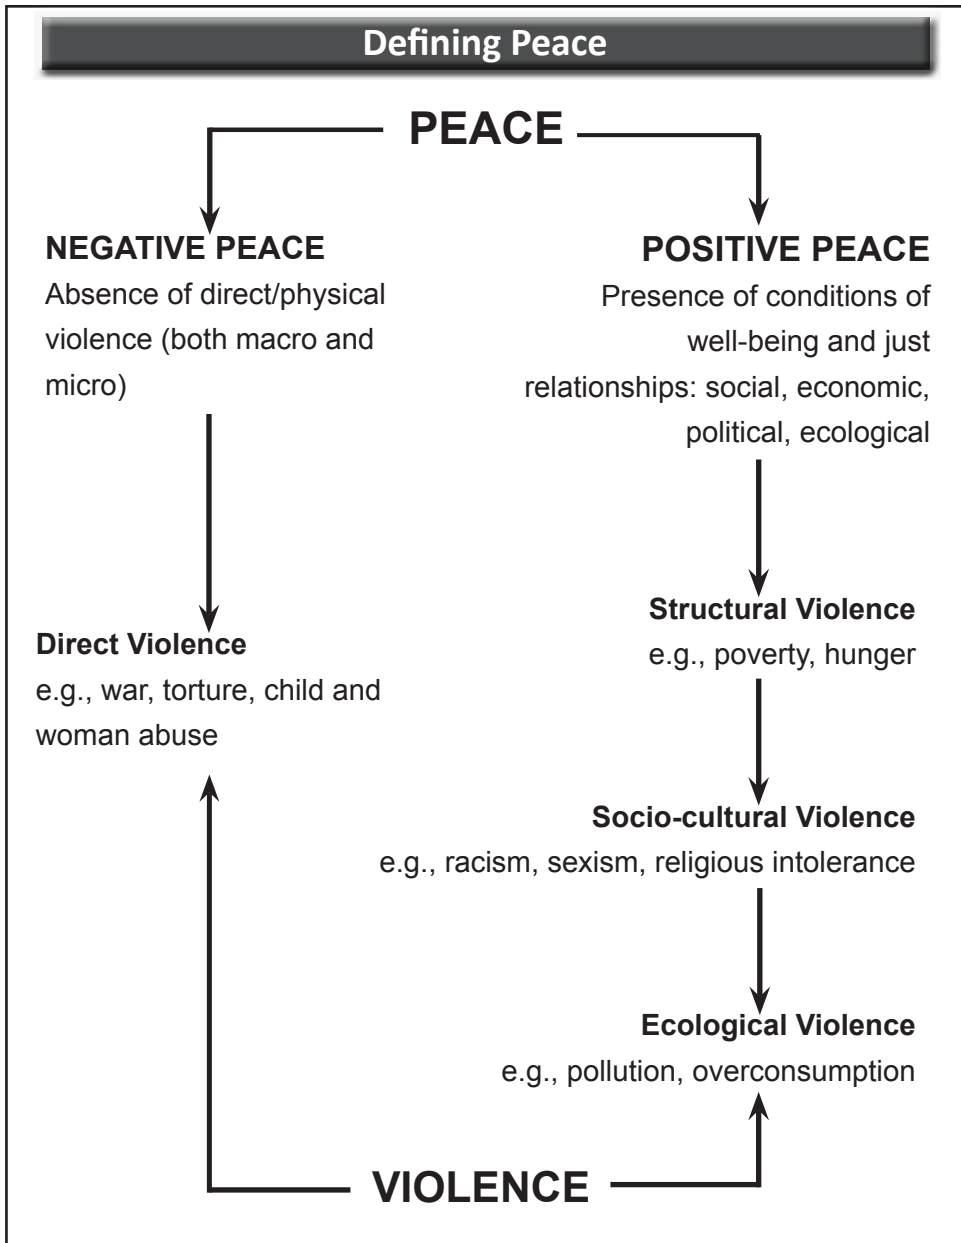 Defining Peace
PEACE
NEGATIVE PEACE
Absence of direct/physical
violence (both macro and
micro)
POSITIVE PEACE
Presence of conditions of
well-being and just
relationships: social, economic,
political, ecological
Direct Violence
e.g., war, torture, child and
woman abuse
Structural Violence
e.g., poverty, hunger
Socio-cultural Violence
e.g., racism, sexism, religious intolerance
Ecological Violence
e.g., pollution, overconsumption
VIOLENCE